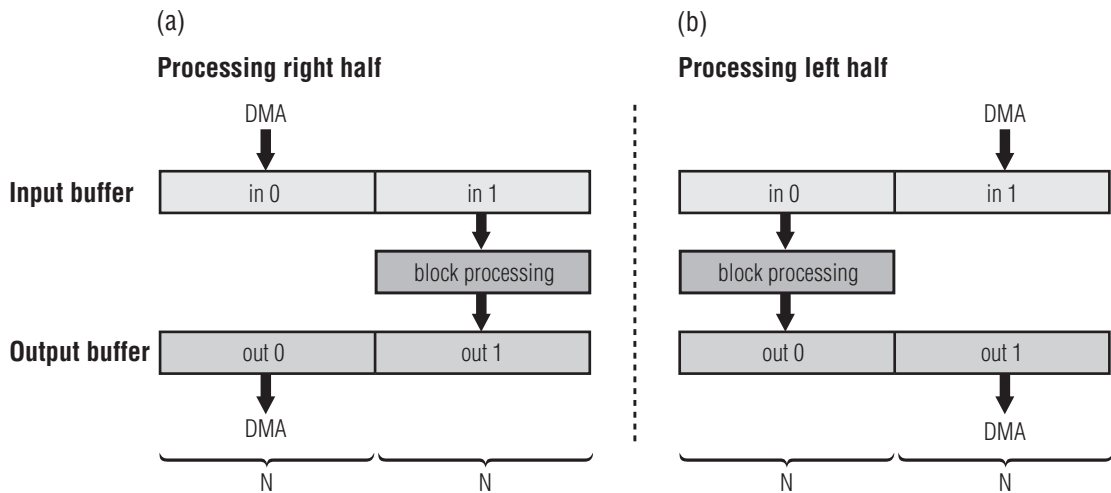 (a)
Processing right half
DMA
Input buffer
in 0
in 1
block processing
Output buffer
out 0
out 1
DMA
N
N
(b)
Processing left half
DMA
in 0
in 1
block processing
out 0
out 1
DMA
N
N